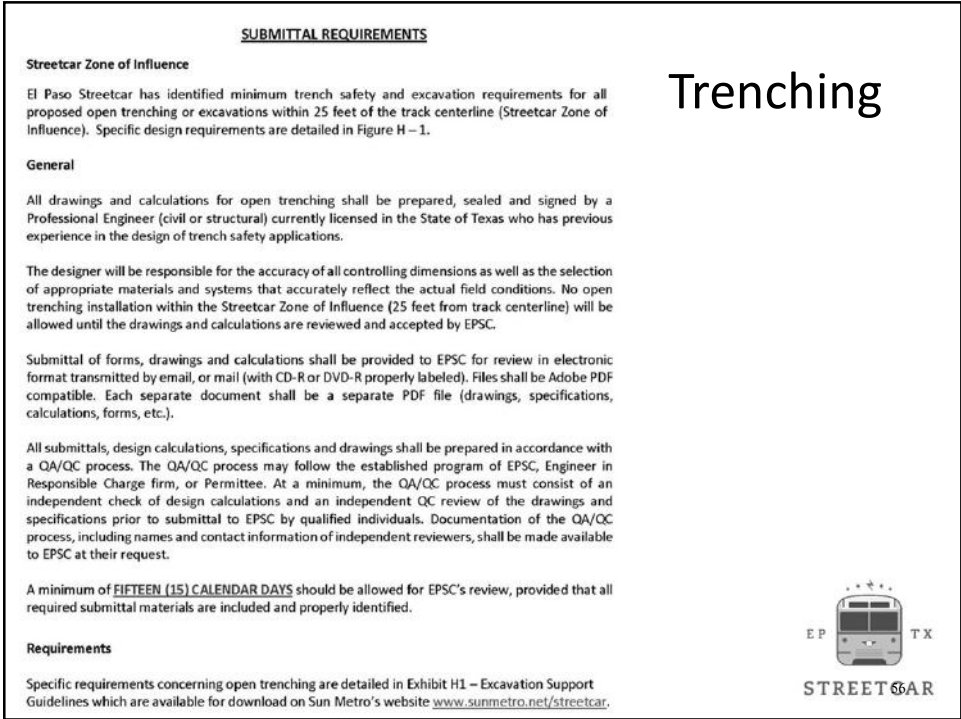 SUBMITTAL REQUIREMENTS
Trenching
Streetcar Zone of Influence
El Paso Streetcar has identified minimum trench safety and excavation requirements for all
proposed open trenching or excavations within 25 feet of the track centerline (Streetcar Zone of
Influence). Specific design requirements are detailed in Figure H – 1.
General
All drawings and calculations for open trenching shall be prepared, sealed and signed by a
Professional Engineer (civil or structural) currently licensed in the State of Texas who has previous
experience in the design of trench safety applications.
The designer will be responsible for the accuracy of all controlling dimensions as well as the selection
of appropriate materials and systems that accurately reflect the actual field conditions. No open
trenching installation within the Streetcar Zone of Influence (25 feet from track centerline) will be
allowed until the drawings and calculations are reviewed and accepted by EPSC.
Submittal of forms, drawings and calculations shall be provided to EPSC for review in electronic
format transmitted by email, or mail (with CD-R or DVD-R properly labeled). Files shall be Adobe PDF
compatible. Each separate document shall be a separate PDF file (drawings, specifications,
calculations, forms, etc.).
All submittals, design calculations, specifications and drawings shall be prepared in accordance with
a QA/QC process. The QA/QC process may follow the established program of EPSC, Engineer in
Responsible Charge firm, or Permittee. At a minimum, the QA/QC process must consist of an
independent check of design calculations and an independent QC review of the drawings and
specifications prior to submittal to EPSC by qualified individuals. Documentation of the QA/QC
process, including names and contact information of independent reviewers, shall be made available
to EPSC at their request.
A minimum of FIFTEEN (15) CALENDAR DAYS should be allowed for EPSC's review, provided that all
required submittal materials are included and properly identified.
Requirements
Specific requirements concerning open trenching are detailed in Exhibit H1 – Excavation Support
Guidelines which are available for download on Sun Metro's website www.sunmetro.net/streetcar.
EP TX
STREETCAR
56